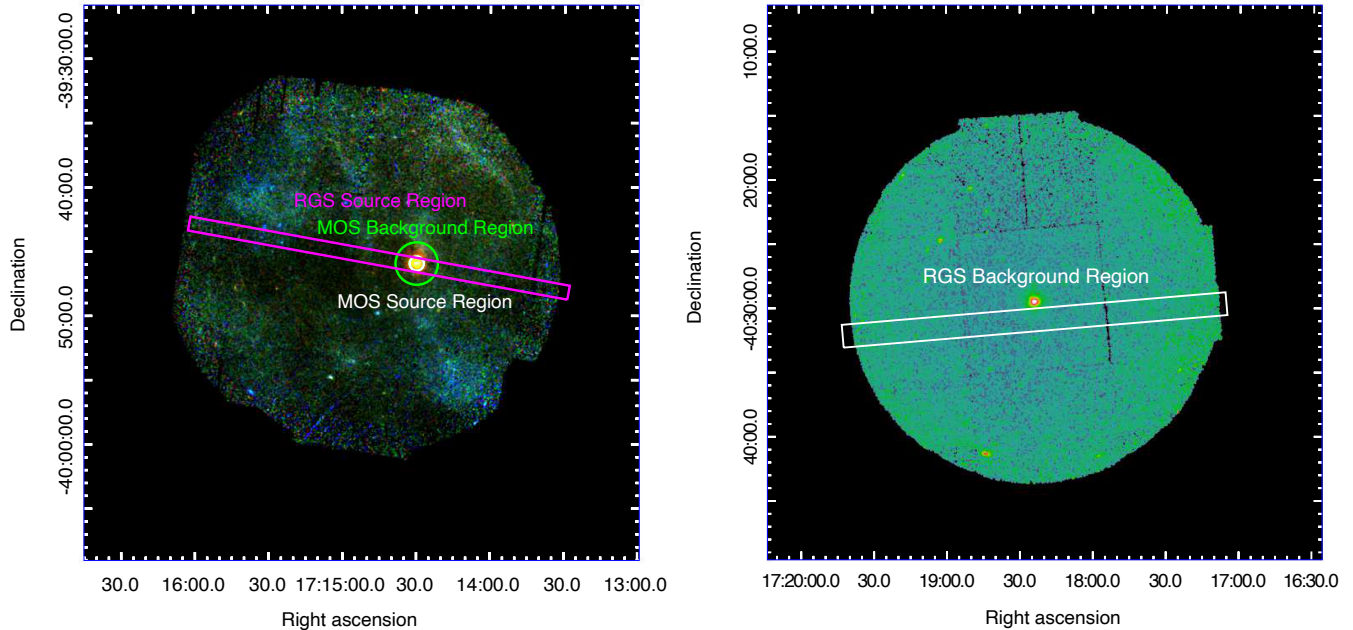 -39:30:00.0
40:00.0
50:00.0
-40:00:00.0
Declination
RGS Source Region
MOS Background Region
MOS Source Region
30.0 16:00.0 30.0 17:15:00.0 30.0 14:00.0 30.0 13:00.0
Right ascension
10:00.0
20:00.0
-40:30:00.0
40:00.0
Declination
RGS Background Region
17:20:00.0 30.0 19:00.0 30.0 18:00.0 30.0 17:00.0 16:30.0
Right ascension